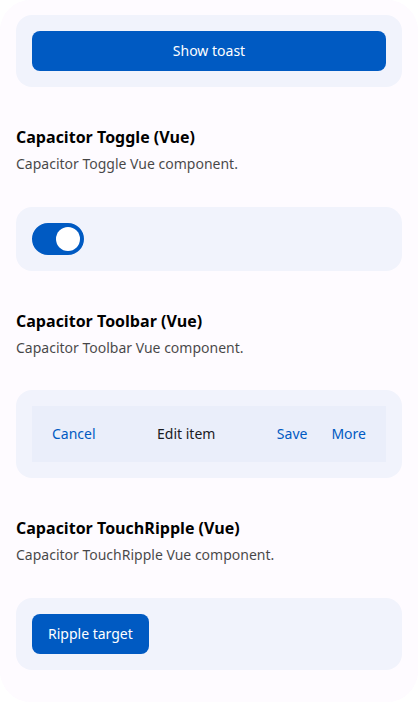 Show toast
Capacitor Toggle (Vue)
Capacitor Toggle Vue component.
Capacitor Toolbar (Vue)
Capacitor Toolbar Vue component.
Cancel Edit item Save More
Capacitor TouchRipple (Vue)
Capacitor TouchRipple Vue component.
Ripple target